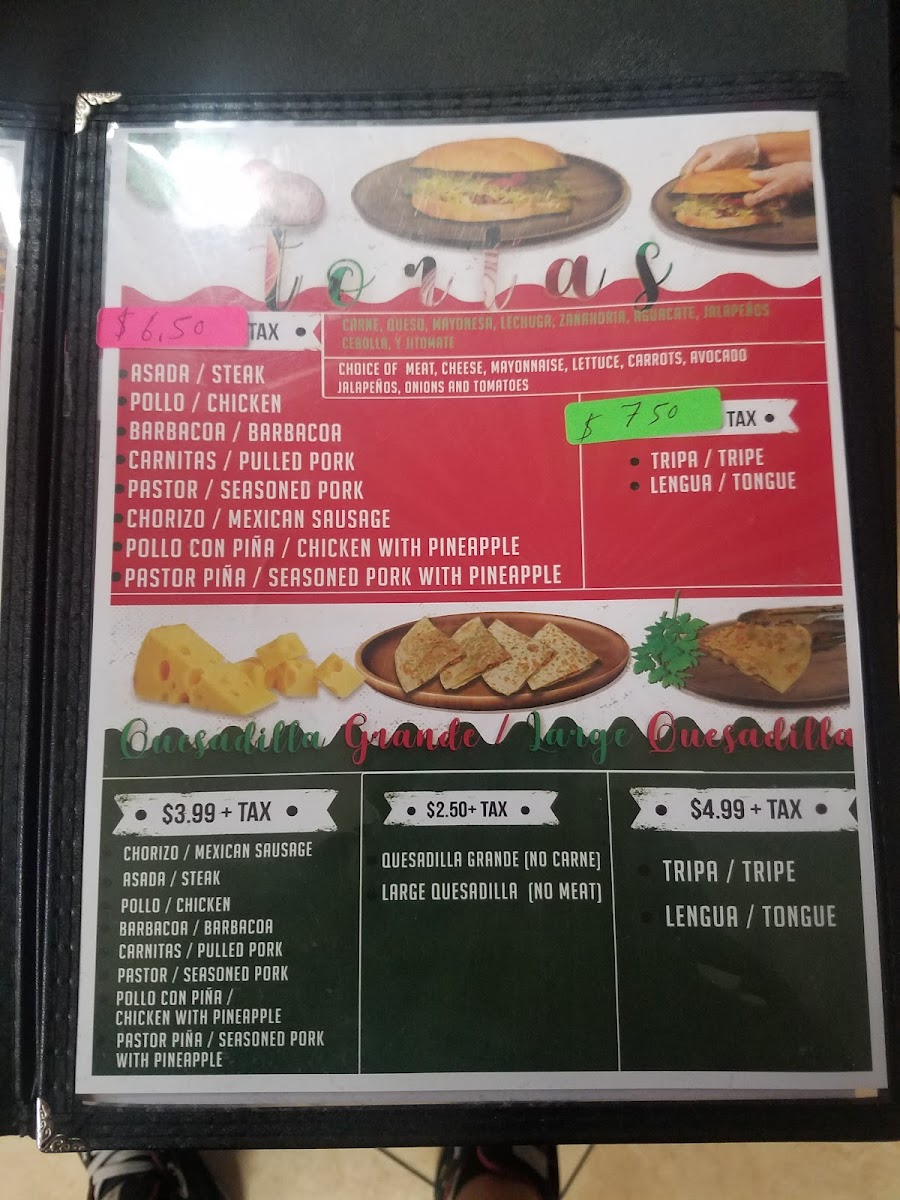 tortas
$ 6.50 TAX
CARNE, QUESO, MAYONESA, LECHUGA, ZANAHORIA, AGUACATE, JALAPEÑOS
CEBOLLA, Y JITOMATE
CHOICE OF MEAT, CHEESE, MAYONNAISE, LETTUCE, CARROTS, AVOCADO
JALAPEÑOS, ONIONS AND TOMATOES
ASADA / STEAK
POLLO / CHICKEN
BARBACOA / BARBACOA
CARNITAS / PULLED PORK
PASTOR / SEASONED PORK
CHORIZO / MEXICAN SAUSAGE
POLLO CON PIÑA / CHICKEN WITH PINEAPPLE
PASTOR PIÑA / SEASONED PORK WITH PINEAPPLE
$ 7.50 TAX
TRIPA / TRIPE
LENGUA / TONGUE
Quesadilla Grande / Large Quesadilla
$3.99 + TAX
CHORIZO / MEXICAN SAUSAGE
ASADA / STEAK
POLLO / CHICKEN
BARBACOA / BARBACOA
CARNITAS / PULLED PORK
PASTOR / SEASONED PORK
POLLO CON PIÑA /
CHICKEN WITH PINEAPPLE
PASTOR PIÑA / SEASONED PORK
WITH PINEAPPLE
$2.50+ TAX
QUESADILLA GRANDE (NO CARNE)
LARGE QUESADILLA (NO MEAT)
$4.99 + TAX
TRIPA / TRIPE
LENGUA / TONGUE